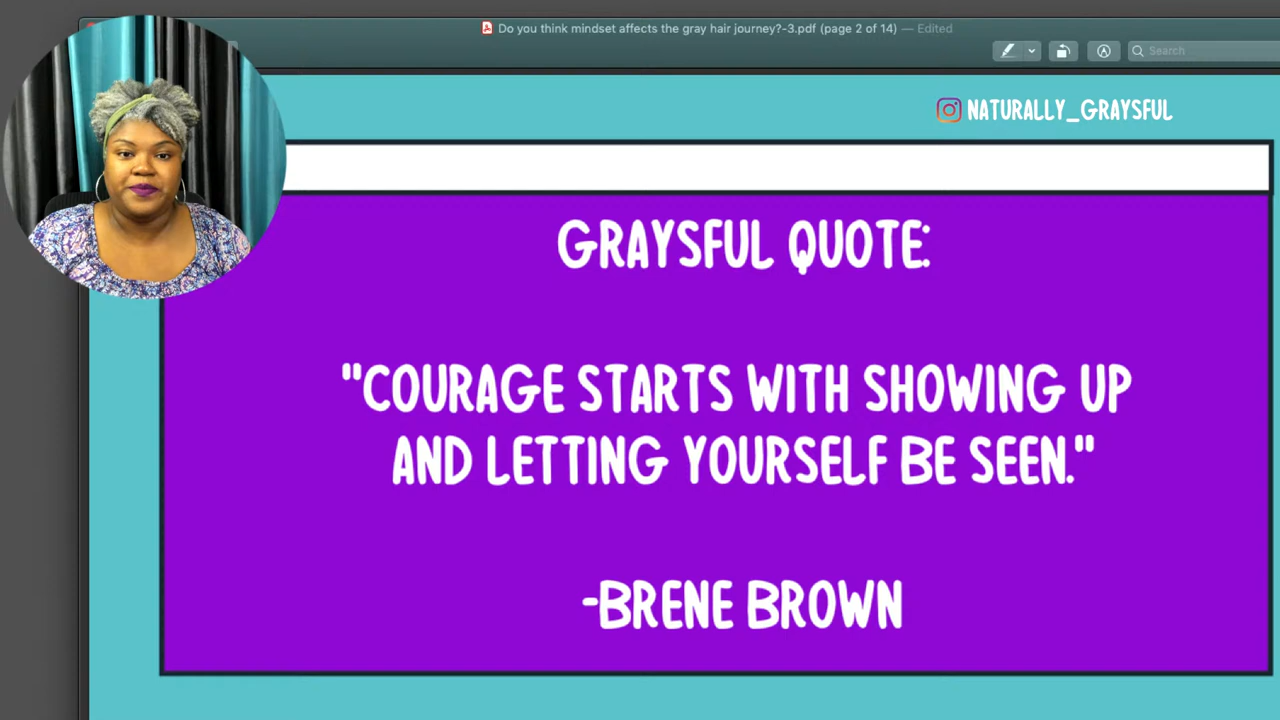 Do you think mindset affects the gray hair journey?-3.pdf (page 2 of 14) — Edited
Search
NATURALLY_GRAYSFUL
GRAYSFUL QUOTE:
"COURAGE STARTS WITH SHOWING UP
AND LETTING YOURSELF BE SEEN."
-BRENE BROWN